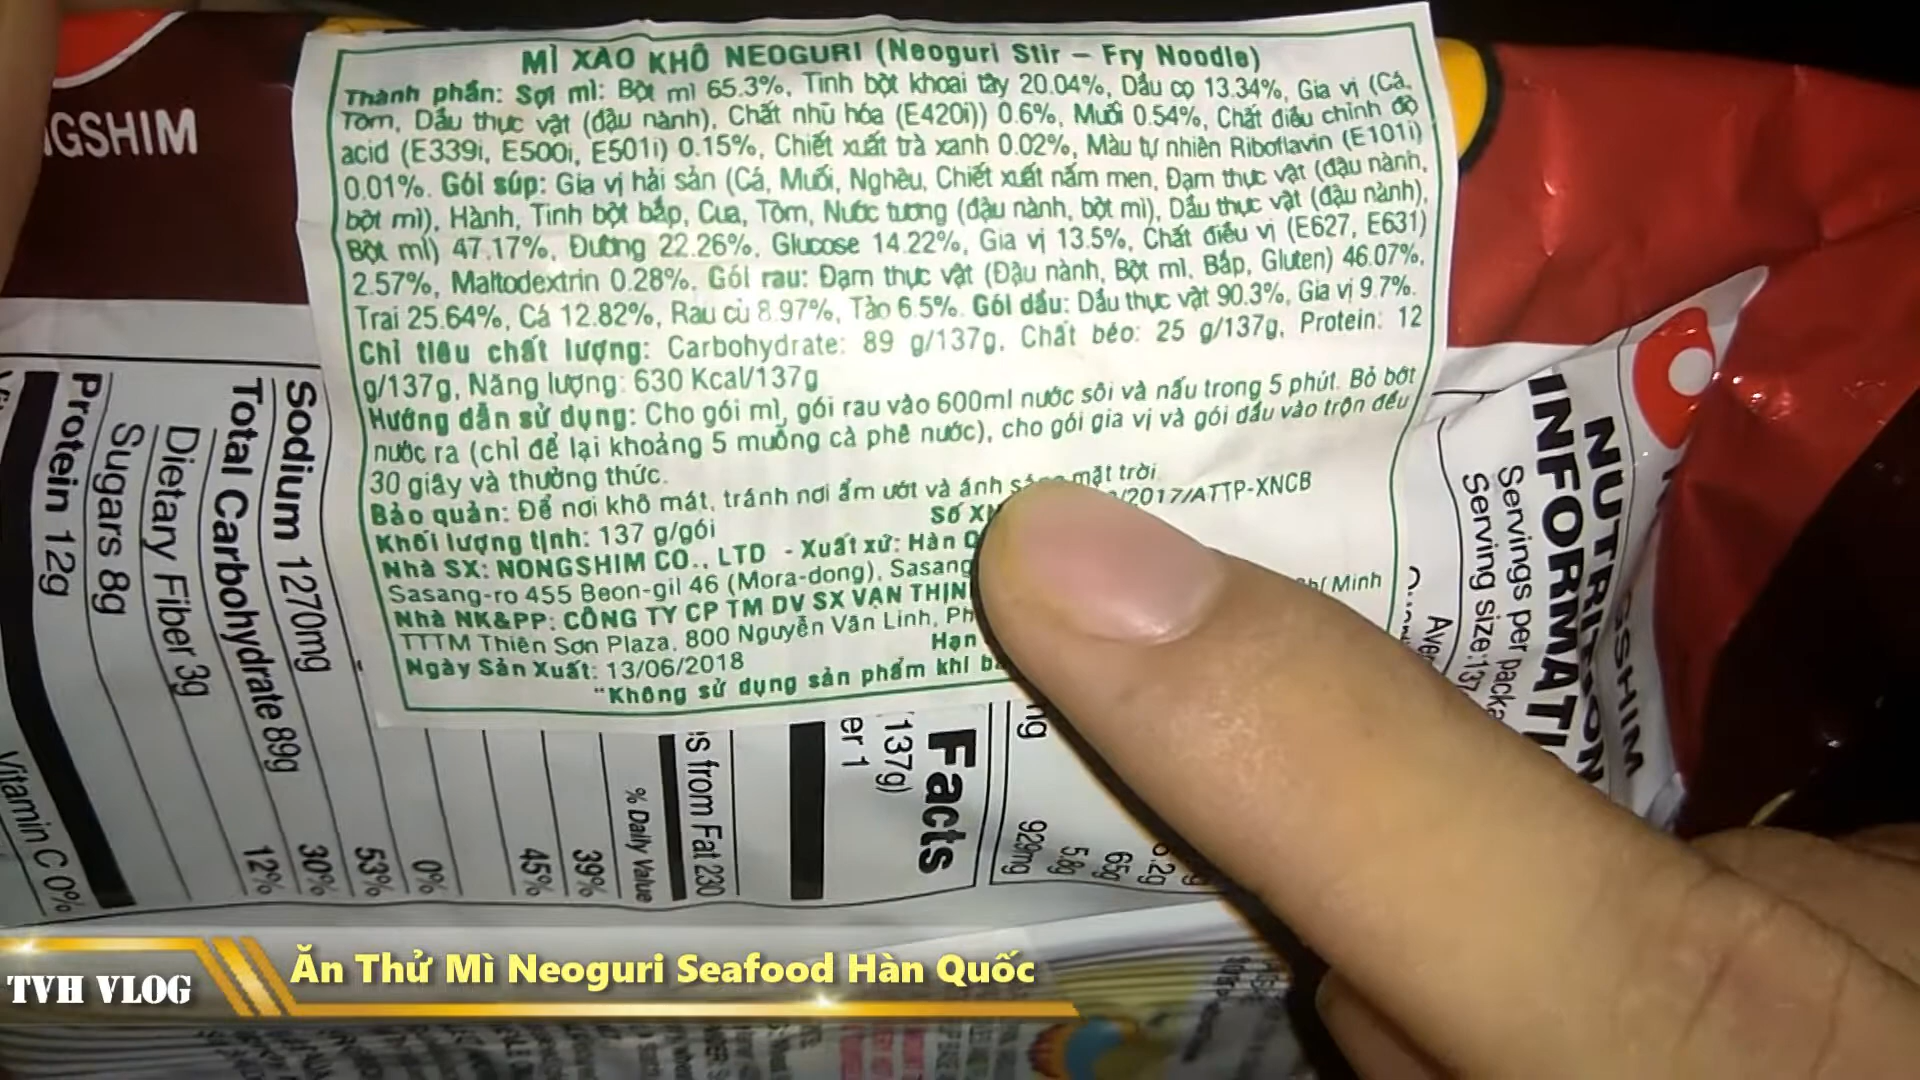 MÌ XÀO KHÔ NEOGURI (Neoguri Stir – Fry Noodle)
Thành phần: Sợi mì: Bột mì 65.3%, Tinh bột khoai tây 20.04%, Dầu cọ 13.34%, Gia vị (Cá,
Tôm, Dầu thực vật (đậu nành), Chất nhũ hóa (E420i)) 0.6%, Muối 0.54%, Chất điều chỉnh độ
acid (E339i, E500i, E501i) 0.15%, Chiết xuất trà xanh 0.02%, Màu tự nhiên Riboflavin (E101i)
0.01%. Gói súp: Gia vị hải sản (Cá, Muối, Nghêu, Chiết xuất nấm men, Đạm thực vật (đậu nành,
bột mì), Hành, Tinh bột bắp, Cua, Tôm, Nước tương (đậu nành, bột mì), Dầu thực vật (đậu nành),
Bột mì) 47.17%, Đường 22.26%, Glucose 14.22%, Gia vị 13.5%, Chất điều vị (E627, E631)
2.57%, Maltodextrin 0.28%. Gói rau: Đạm thực vật (Đậu nành, Bột mì, Bắp, Gluten) 46.07%,
Trai 25.64%, Cá 12.82%, Rau củ 8.97%, Tảo 6.5%. Gói dầu: Dầu thực vật 90.3%, Gia vị 9.7%.
Chỉ tiêu chất lượng: Carbohydrate: 89 g/137g, Chất béo: 25 g/137g, Protein: 12
g/137g, Năng lượng: 630 Kcal/137g
Hướng dẫn sử dụng: Cho gói mì, gói rau vào 600ml nước sôi và nấu trong 5 phút. Bỏ bớt
nước ra (chỉ để lại khoảng 5 muỗng cà phê nước), cho gói gia vị và gói dầu vào trộn đều
30 giây và thưởng thức.
Bảo quản: Để nơi khô mát, tránh nơi ẩm ướt và ánh sáng mặt trời
Khối lượng tịnh: 137 g/gói Số /2017/ATTP-XNCB
Nhà SX: NONGSHIM CO., LTD - Xuất xứ: Hàn
Sasang-ro 455 Beon-gil 46 (Mora-dong), Sasang
Nhà NK&PP: CÔNG TY CP TM DV SX VẠN THỊN
TTTM Thiên Sơn Plaza, 800 Nguyễn Văn Linh, Ph Minh
Ngày Sản Xuất: 13/06/2018 Hạn
"Không sử dụng sản phẩm khi
NGSHIM
Facts
137g)
er 1
s from Fat 230
% Daily Value
39%
45%
0%
Sodium 1270mg 53%
Total Carbohydrate 89g 30%
Dietary Fiber 3g 12%
Sugars 8g
Protein 12g
Vitamin C 0%
NUTRITION
INFORMATI
Servings per packa
Serving size:137
Aver
GSHIM
6.2g
65g
5.8g
929mg
TVH VLOG
Ăn Thử Mì Neoguri Seafood Hàn Quốc